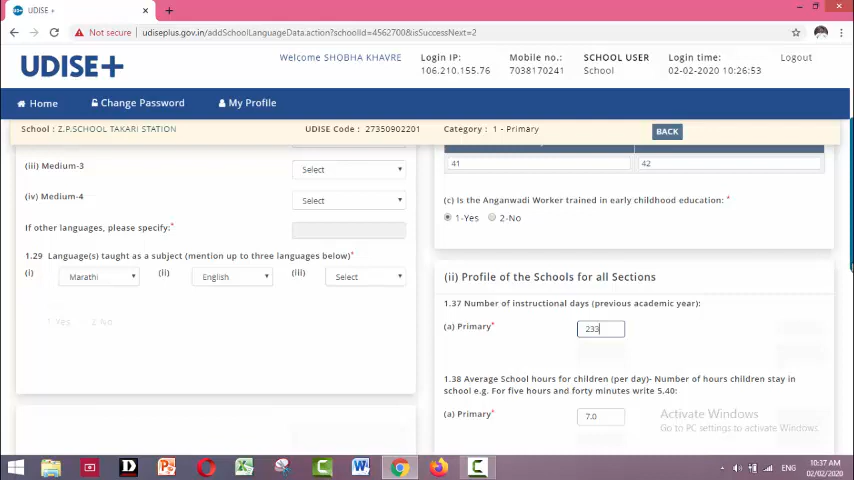 UDISE+
Not secure udiseplus.gov.in/addSchoolLanguageData.action?schoolId=4562700&isSuccessNext=2
UDISE+
Welcome SHOBHA KHAVRE
Login IP:
106.210.155.76
Mobile no.:
7038170241
SCHOOL USER
School
Login time:
02-02-2020 10:26:53
Logout
Home
Change Password
My Profile
School : Z.P.SCHOOL TAKARI STATION
UDISE Code : 27350902201
Category : 1 - Primary
BACK
(iii) Medium-3
Select
(iv) Medium-4
Select
If other languages, please specify:*
1.29 Language(s) taught as a subject (mention up to three languages below)*
(i) Marathi (ii) English (iii) Select
1 Yes 2 No
41 42
(c) Is the Anganwadi Worker trained in early childhood education: *
1-Yes 2-No
(ii) Profile of the Schools for all Sections
1.37 Number of instructional days (previous academic year):
(a) Primary* 233
1.38 Average School hours for children (per day)- Number of hours children stay in
school e.g. For five hours and forty minutes write 5.40:
(a) Primary* 7.0
Activate Windows
Go to PC settings to activate Windows.
ENG
10:37 AM
02/02/2020